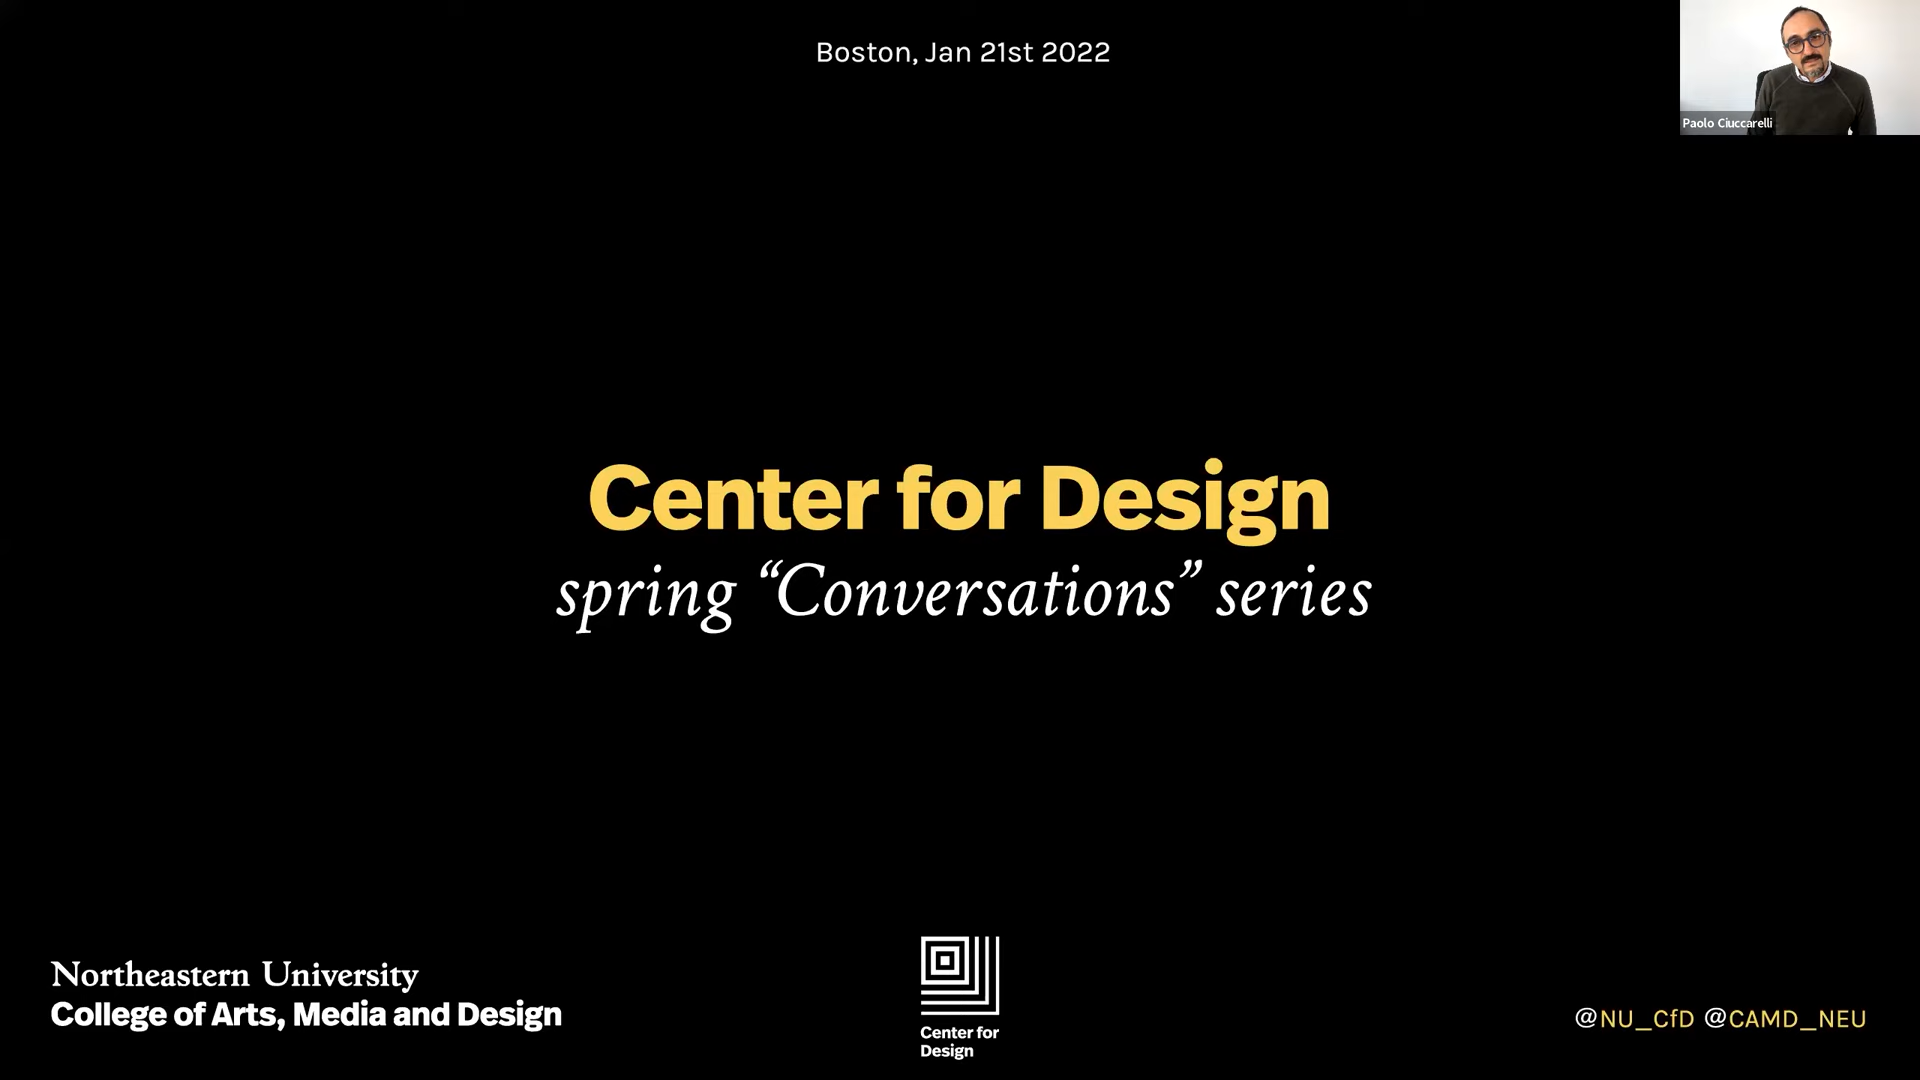 Boston, Jan 21st 2022
Paolo Ciuccarelli
Center for Design
spring “Conversations” series
Northeastern University
College of Arts, Media and Design
Center for
Design
@NU_CfD @CAMD_NEU